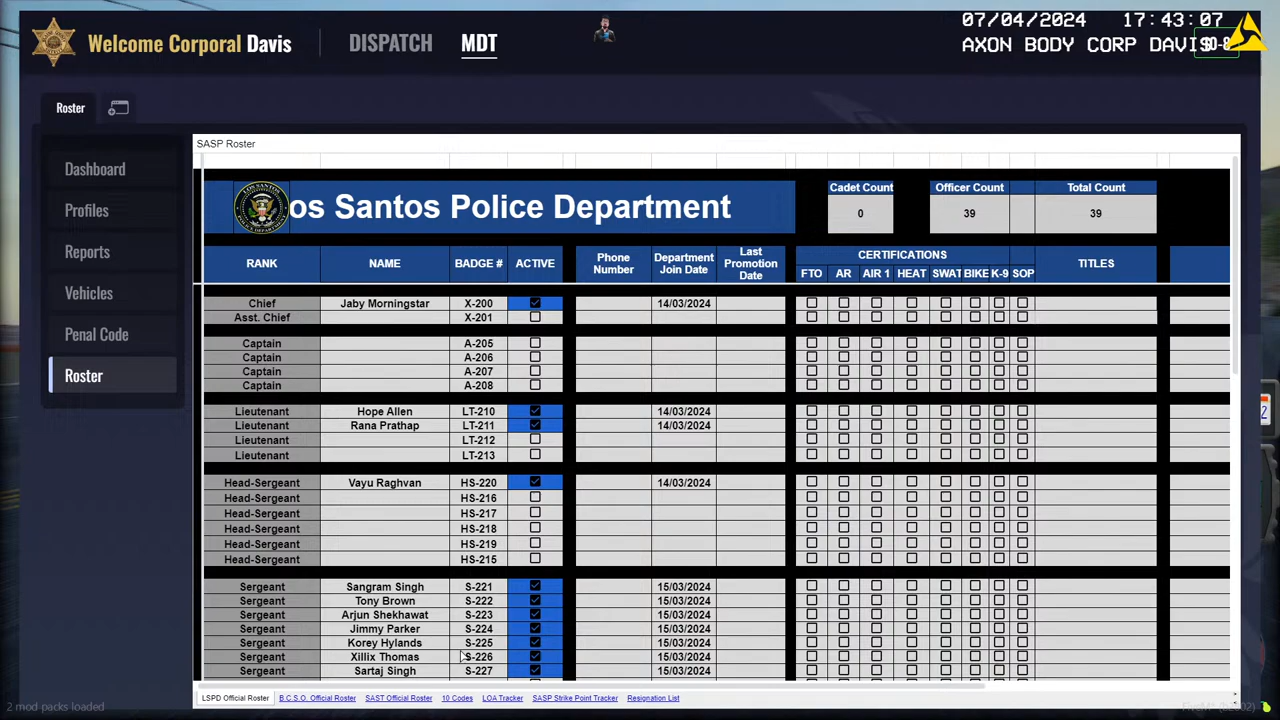 Welcome Corporal Davis
DISPATCH
MDT
07/04/2024 17:43:07
AXON BODY CORP DAVIS
Roster
Dashboard
Profiles
Reports
Vehicles
Penal Code
Roster
SASP Roster
os Santos Police Department
Cadet Count Officer Count Total Count
0 39 39
RANK NAME BADGE # ACTIVE Phone Number Department Join Date Last Promotion Date CERTIFICATIONS TITLES
FTO AR AIR 1 HEAT SWAT BIKE K-9 SOP
Chief Jaby Morningstar X-200 14/03/2024
Asst. Chief X-201
Captain A-205
Captain A-206
Captain A-207
Captain A-208
Lieutenant Hope Allen LT-210 14/03/2024
Lieutenant Rana Prathap LT-211 14/03/2024
Lieutenant LT-212
Lieutenant LT-213
Head-Sergeant Vayu Raghvan HS-220 14/03/2024
Head-Sergeant HS-216
Head-Sergeant HS-217
Head-Sergeant HS-218
Head-Sergeant HS-219
Head-Sergeant HS-215
Sergeant Sangram Singh S-221 15/03/2024
Sergeant Tony Brown S-222 15/03/2024
Sergeant Arjun Shekhawat S-223 15/03/2024
Sergeant Jimmy Parker S-224 15/03/2024
Sergeant Korey Hylands S-225 15/03/2024
Sergeant Xillix Thomas S-226 15/03/2024
Sergeant Sartaj Singh S-227 15/03/2024
LSPD Official Roster B.C.S.O. Official Roster SAST Official Roster 10 Codes LOA Tracker SASP Strike Point Tracker Resignation List
2 mod packs loaded